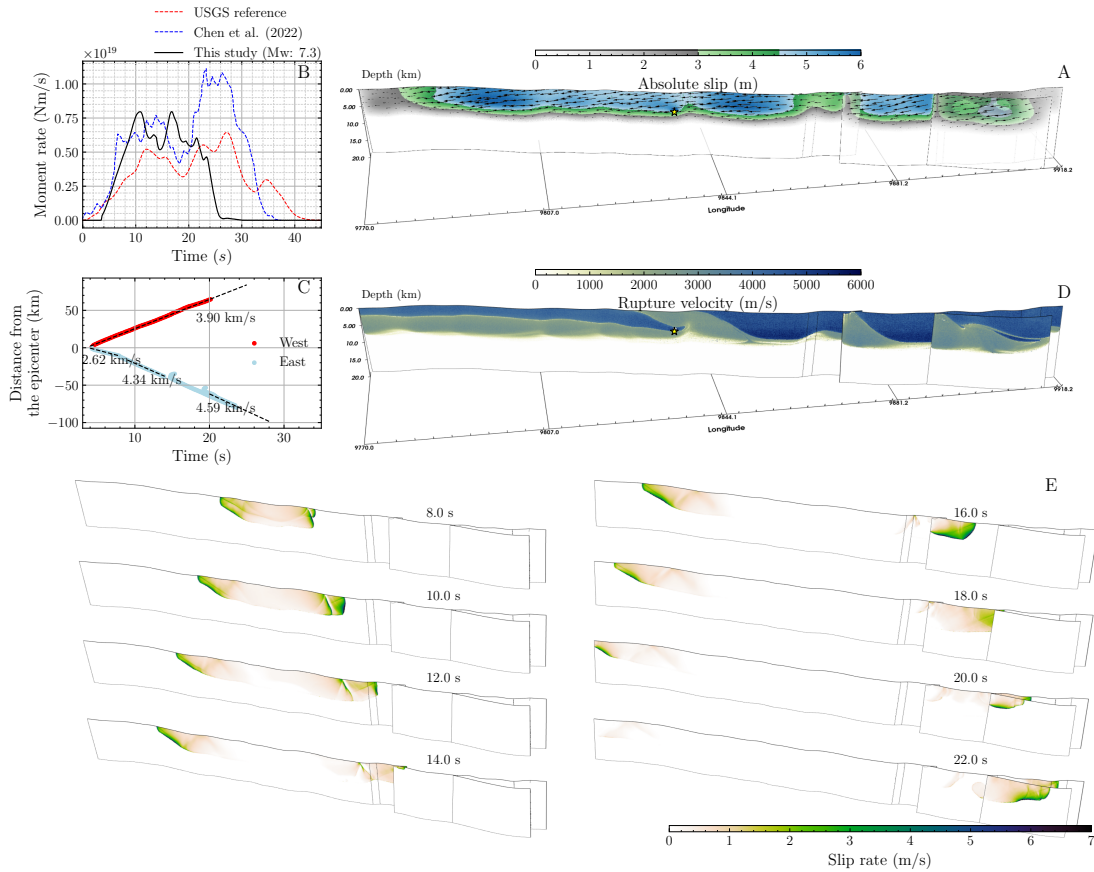 USGS reference
Chen et al. (2022)
This study (Mw: 7.3)
×10^19
B
1.00
0.75
0.50
0.25
0.00
Moment rate (Nm/s)
0 10 20 30 40
Time (s)
0 1 2 3 4 5 6
Absolute slip (m)
A
Depth (km)
0.00
5.00
10.0
15.0
20.0
9770.0
9807.0
9844.1
9881.2
9918.2
Longitude
C
50
0
−50
−100
Distance from
the epicenter (km)
3.90 km/s
West
East
2.62 km/s
4.34 km/s
4.59 km/s
10 20 30
Time (s)
0 1000 2000 3000 4000 5000 6000
Rupture velocity (m/s)
D
Depth (km)
0.00
5.00
10.0
15.0
20.0
9770.0
9807.0
9844.1
9881.2
9918.2
Longitude
E
8.0 s
10.0 s
12.0 s
14.0 s
16.0 s
18.0 s
20.0 s
22.0 s
0 1 2 3 4 5 6 7
Slip rate (m/s)